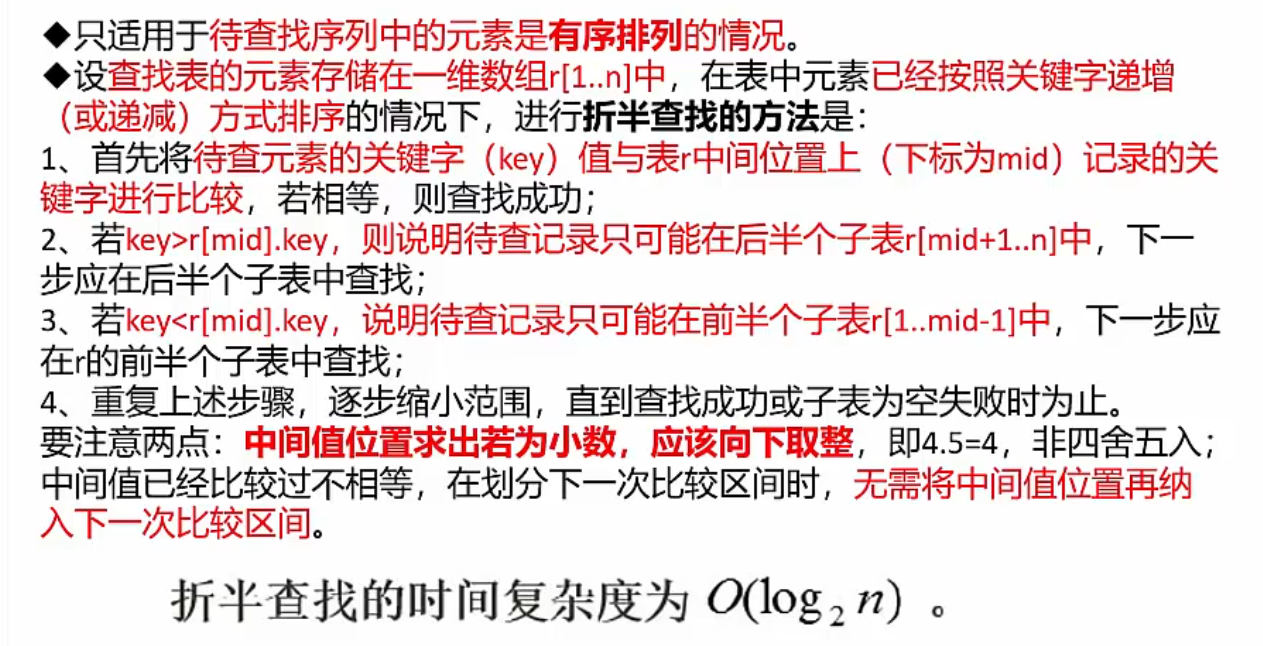 ◆只适用于待查找序列中的元素是有序排列的情况。
◆设查找表的元素存储在一维数组r[1..n]中，在表中元素已经按照关键字递增
（或递减）方式排序的情况下，进行折半查找的方法是：
1、首先将待查元素的关键字（key）值与表r中间位置上（下标为mid）记录的关
键字进行比较，若相等，则查找成功；
2、若key>r[mid].key，则说明待查记录只可能在后半个子表r[mid+1..n]中，下一
步应在后半个子表中查找；
3、若key<r[mid].key，说明待查记录只可能在前半个子表r[1..mid-1]中，下一步应
在r的前半个子表中查找；
4、重复上述步骤，逐步缩小范围，直到查找成功或子表为空失败时为止。
要注意两点：中间值位置求出若为小数，应该向下取整，即4.5=4，非四舍五入；
中间值已经比较过不相等，在划分下一次比较区间时，无需将中间值位置再纳
入下一次比较区间。
折半查找的时间复杂度为 O(log₂ n) 。